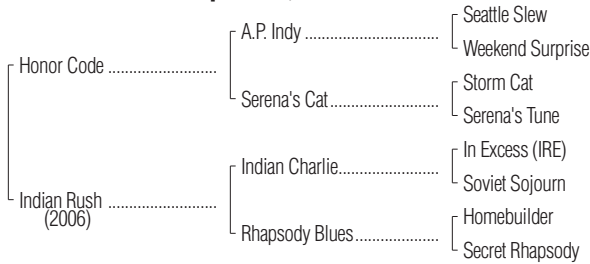 Seattle Slew
A.P. Indy ...............................
Weekend Surprise
Honor Code .........................
Storm Cat
Serena's Cat.........................
Serena's Tune
In Excess (IRE)
Indian Charlie.......................
Soviet Sojourn
Indian Rush .........................
(2006)
Homebuilder
Rhapsody Blues...................
Secret Rhapsody